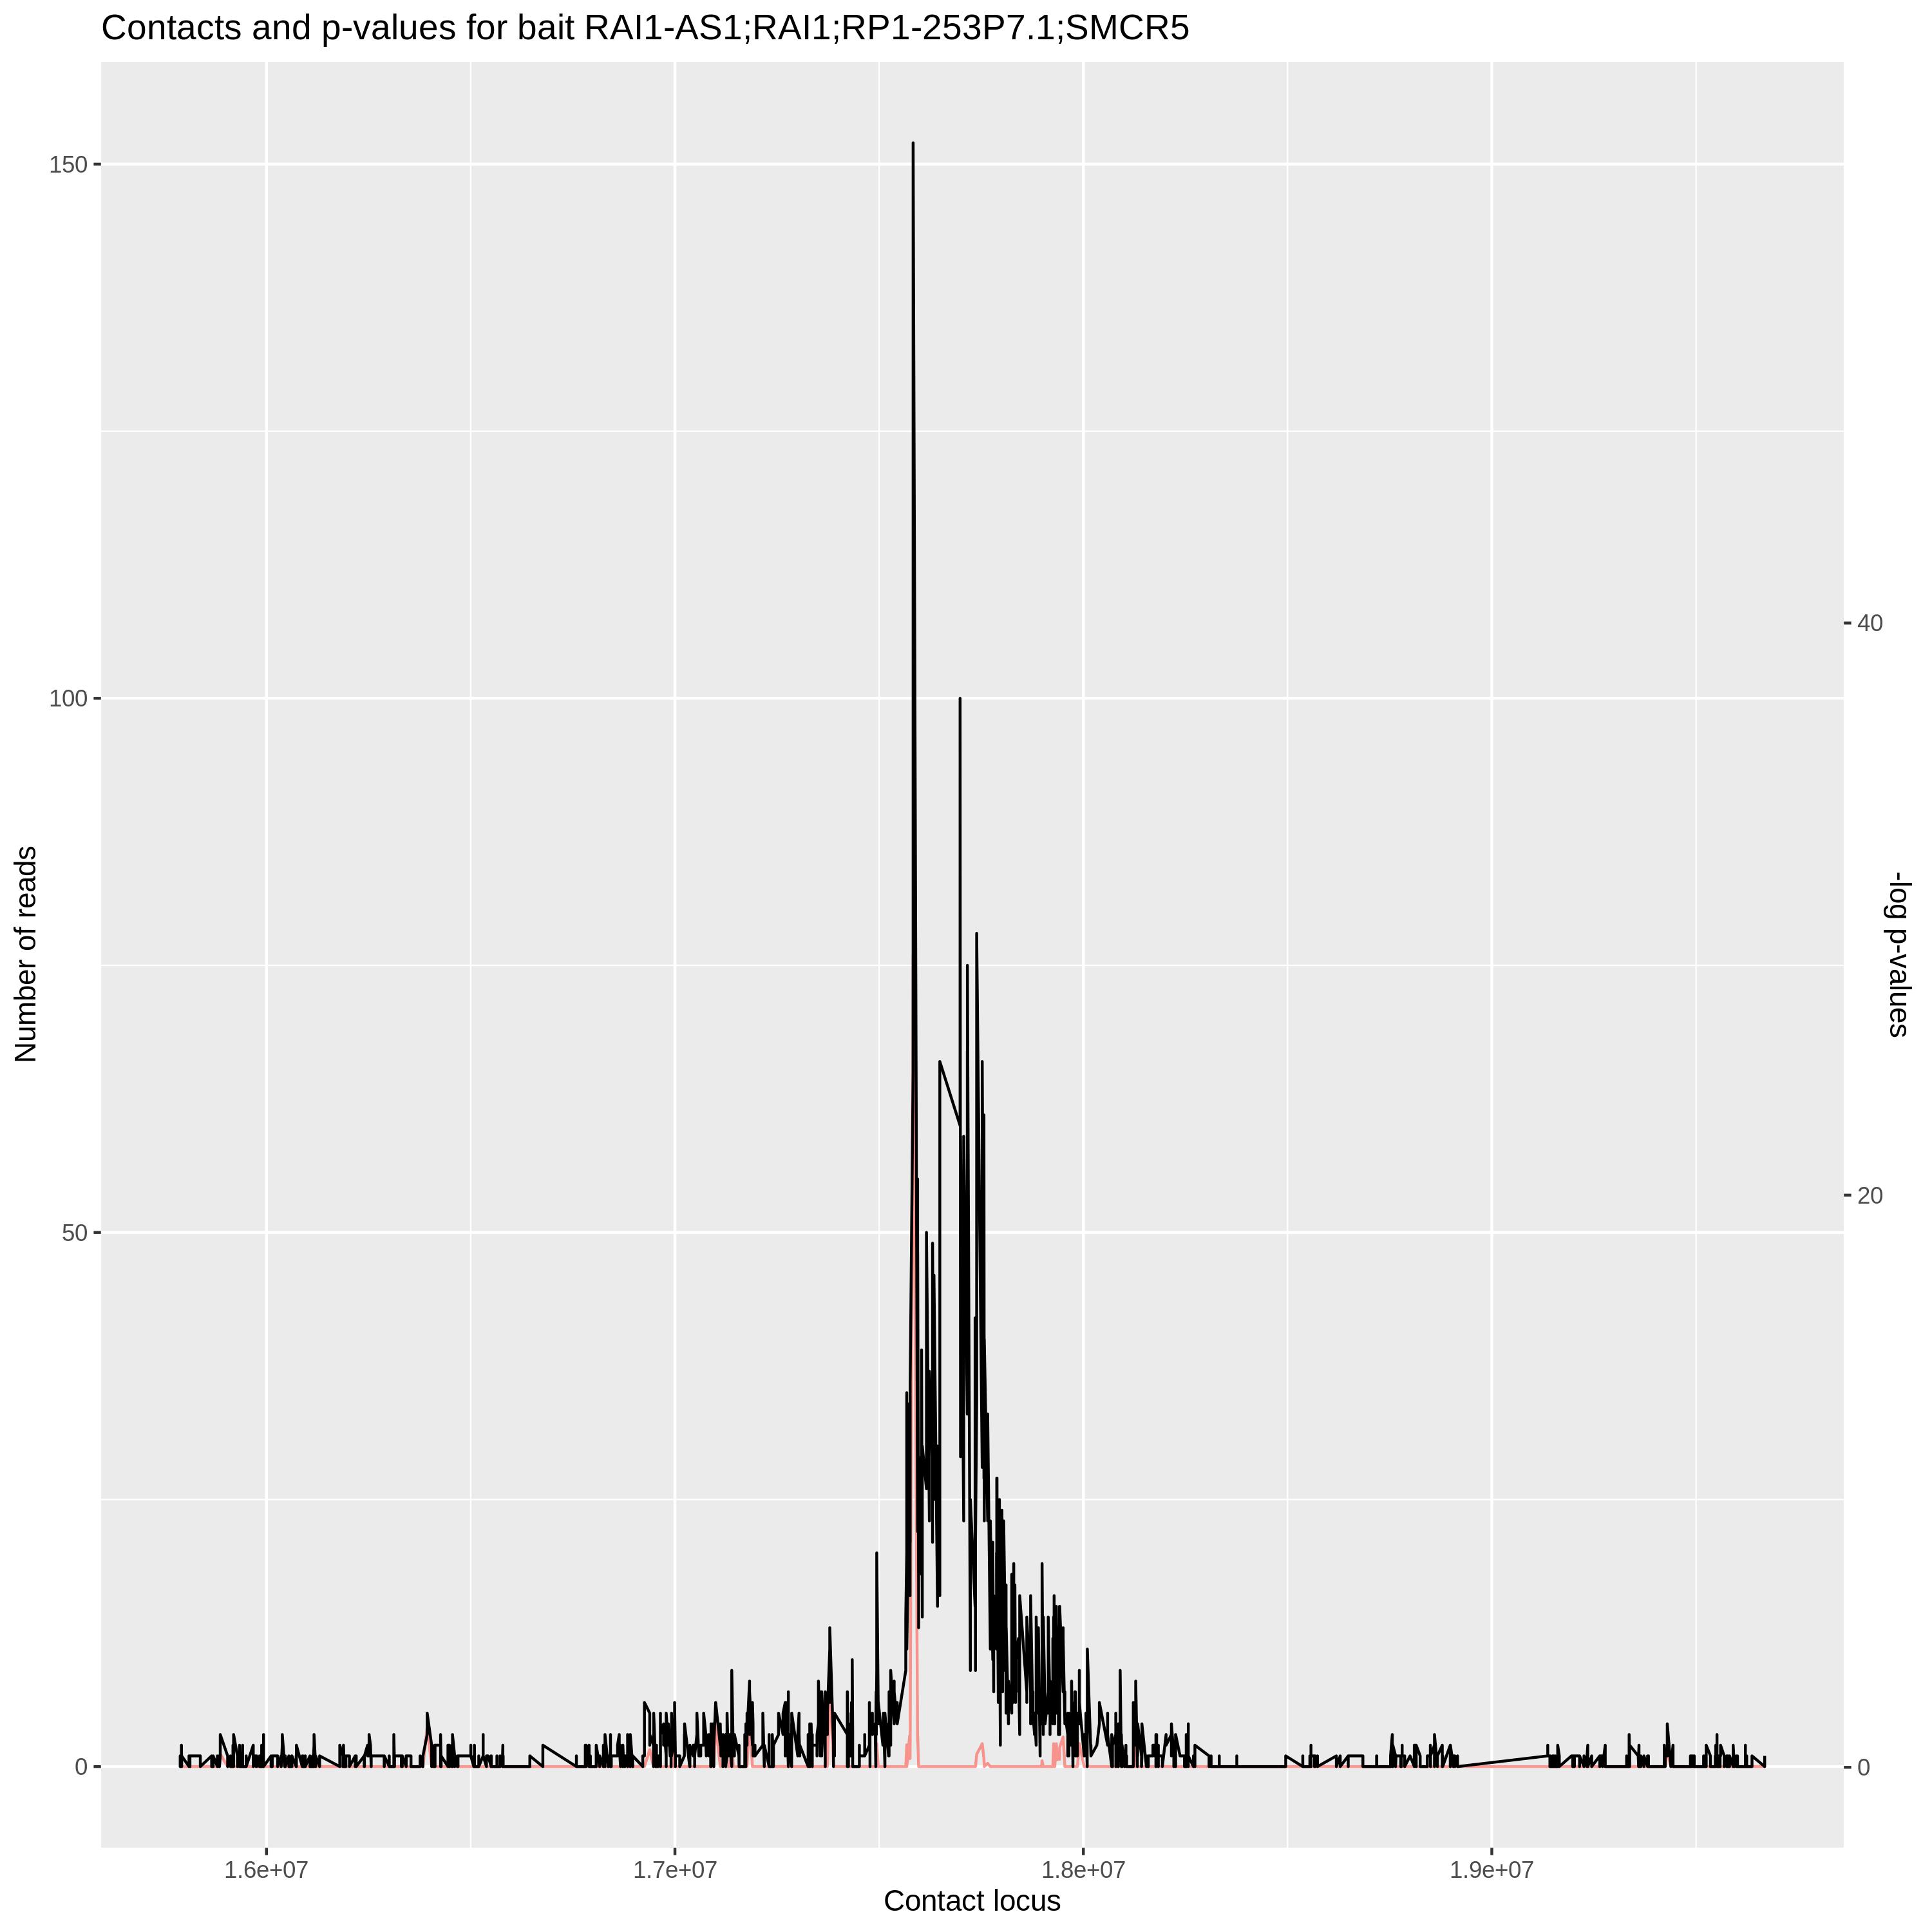 Contacts and p-values for bait RAI1-AS1;RAI1;RP1-253P7.1;SMCR5
150
100
50
0
Number of reads
40
20
0
-log p-values
1.6e+07 1.7e+07 1.8e+07 1.9e+07
Contact locus